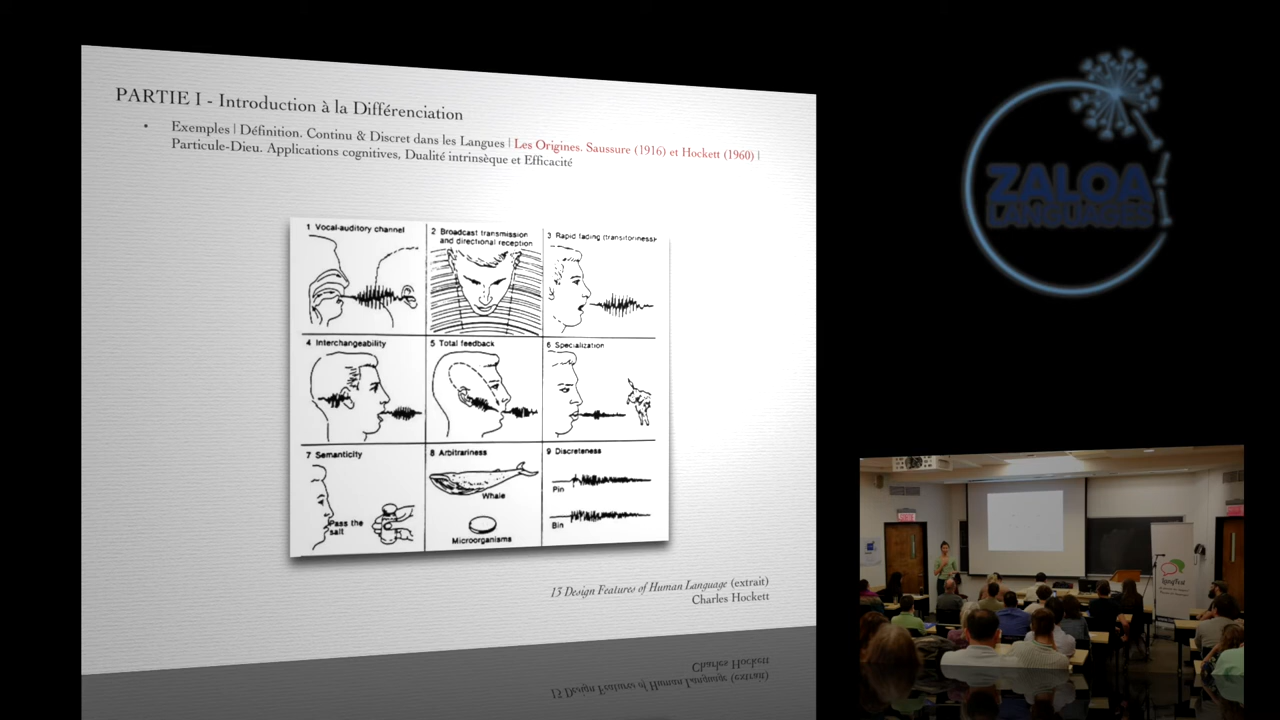 PARTIE I - Introduction à la Différenciation
• Exemples | Définition. Continu & Discret dans les Langues | Les Origines. Saussure (1916) et Hockett (1960) |
Particule-Dieu. Applications cognitives, Dualité intrinsèque et Efficacité
1 Vocal-auditory channel
2 Broadcast transmission
and directional reception
3 Rapid fading (transitoriness)
4 Interchangeability
5 Total feedback
6 Specialization
7 Semanticity
Pass the
salt
8 Arbitrariness
Whale
Microorganisms
9 Discreteness
Pin
Bin
13 Design Features of Human Language (extrait)
Charles Hockett
ZALOA
LANGUAGES
LangFest